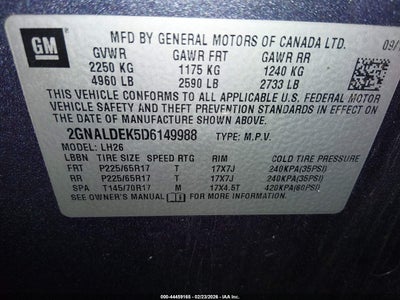 GM
MFD BY GENERAL MOTORS OF CANADA LTD. 09/
GVWR GAWR FRT GAWR RR
2250 KG 1175 KG 1240 KG
4960 LB 2590 LB 2733 LB
THIS VEHICLE CONFORMS TO ALL APPLICABLE U.S. FEDERAL MOTOR
VEHICLE SAFETY, BUMPER, AND THEFT PREVENTION STANDARDS IN EFFECT ON
THE DATE OF MANUFACTURE SHOWN ABOVE.
2GNALDEK5D6149988 TYPE: M.P.V.
MODEL: LH26
LBBN TIRE SIZE SPEED RTG RIM COLD TIRE PRESSURE
FRT P225/65R17 T 17X7J 240KPA(35PSI)
RR P225/65R17 T 17X7J 240KPA(35PSI)
SPA T145/70R17 M 17X4.5T 420KPA(60PSI)
SEE OWNER'S MANUAL FOR ADDITIONAL INFORMATION.
000-44459165 - 02/23/2026 - IAAI.COM